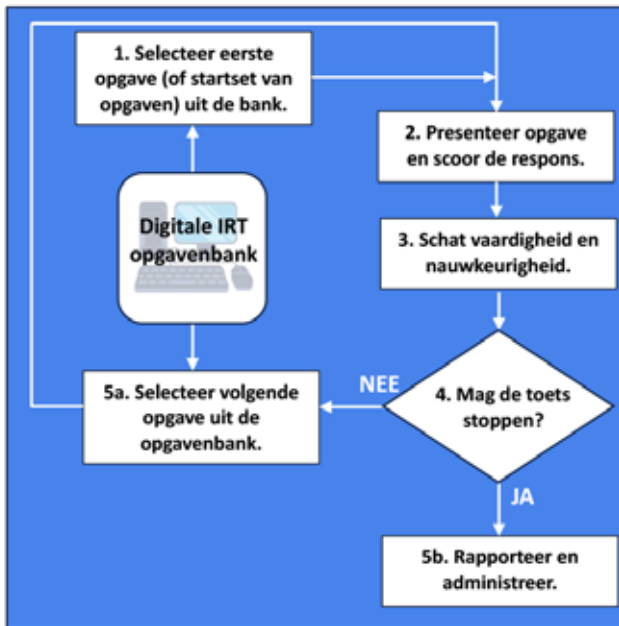 1. Selecteer eerste
opgave (of startset van
opgaven) uit de bank.
2. Presenteer opgave
en scoor de respons.
Digitale IRT
opgavenbank
3. Schat vaardigheid en
nauwkeurigheid.
4. Mag de toets
stoppen?
NEE
5a. Selecteer volgende
opgave uit de
opgavenbank.
JA
5b. Rapporteer en
administreer.